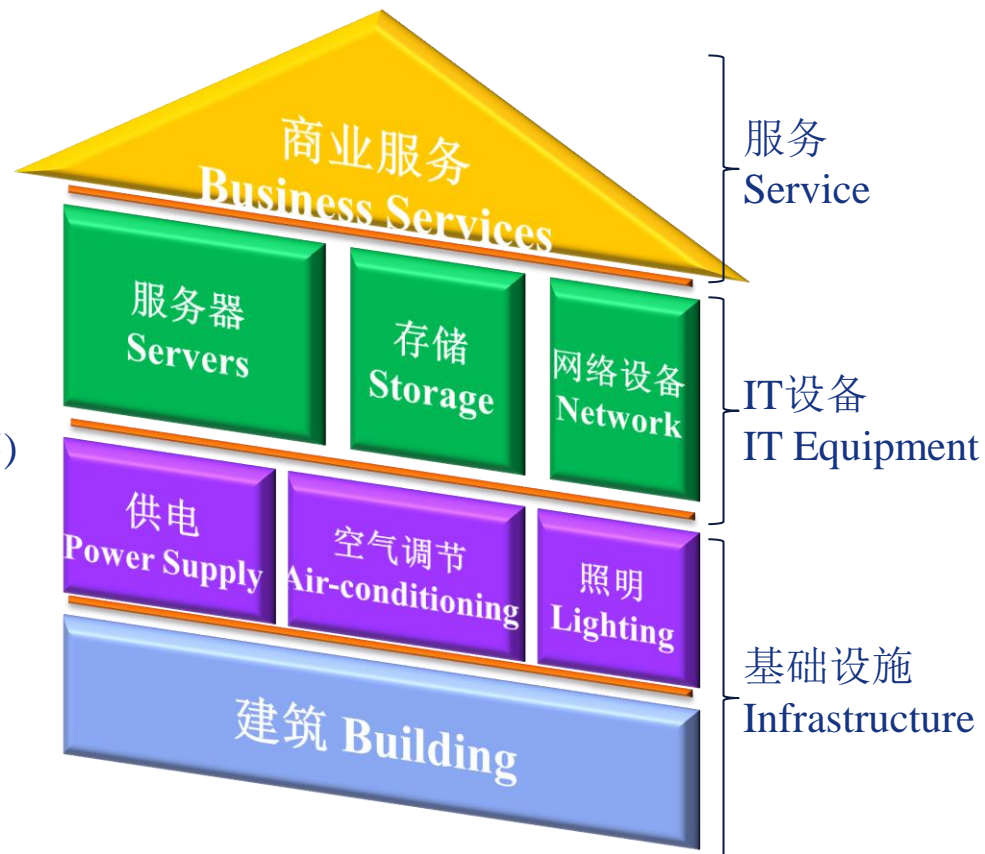 商业服务
Business Services
服务
Service
服务器
Servers
存储
Storage
网络设备
Network
IT设备
IT Equipment
)
供电
Power Supply
空气调节
Air-conditioning
照明
Lighting
建筑 Building
基础设施
Infrastructure